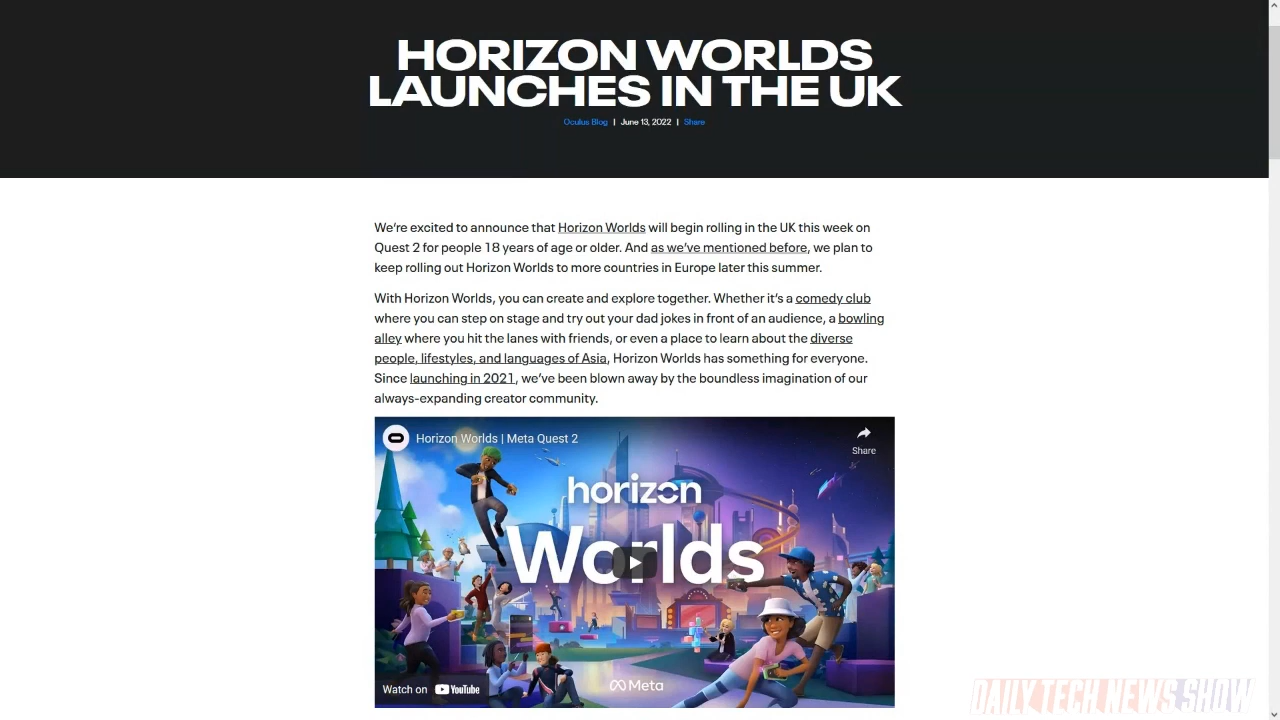 HORIZON WORLDS
LAUNCHES IN THE UK
Oculus Blog | June 13, 2022 | Share
We're excited to announce that Horizon Worlds will begin rolling in the UK this week on
Quest 2 for people 18 years of age or older. And as we've mentioned before, we plan to
keep rolling out Horizon Worlds to more countries in Europe later this summer.
With Horizon Worlds, you can create and explore together. Whether it's a comedy club
where you can step on stage and try out your dad jokes in front of an audience, a bowling
alley where you hit the lanes with friends, or even a place to learn about the diverse
people, lifestyles, and languages of Asia, Horizon Worlds has something for everyone.
Since launching in 2021, we've been blown away by the boundless imagination of our
always-expanding creator community.
Horizon Worlds | Meta Quest 2
Share
horizon
Worlds
Watch on YouTube
Meta
DAILY TECH NEWS SHOW